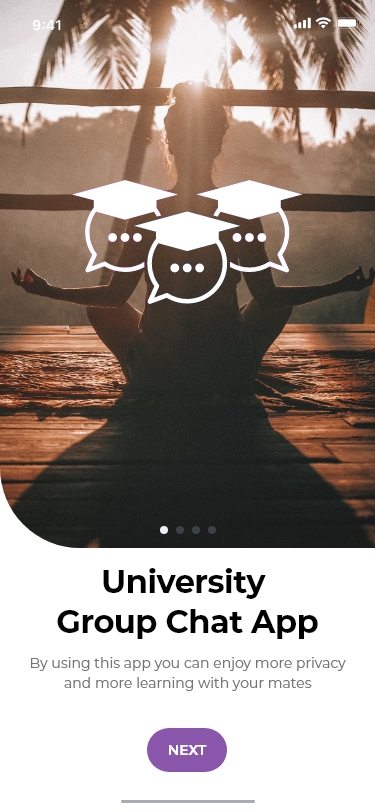 9:41
University
Group Chat App
By using this app you can enjoy more privacy
and more learning with your mates
NEXT